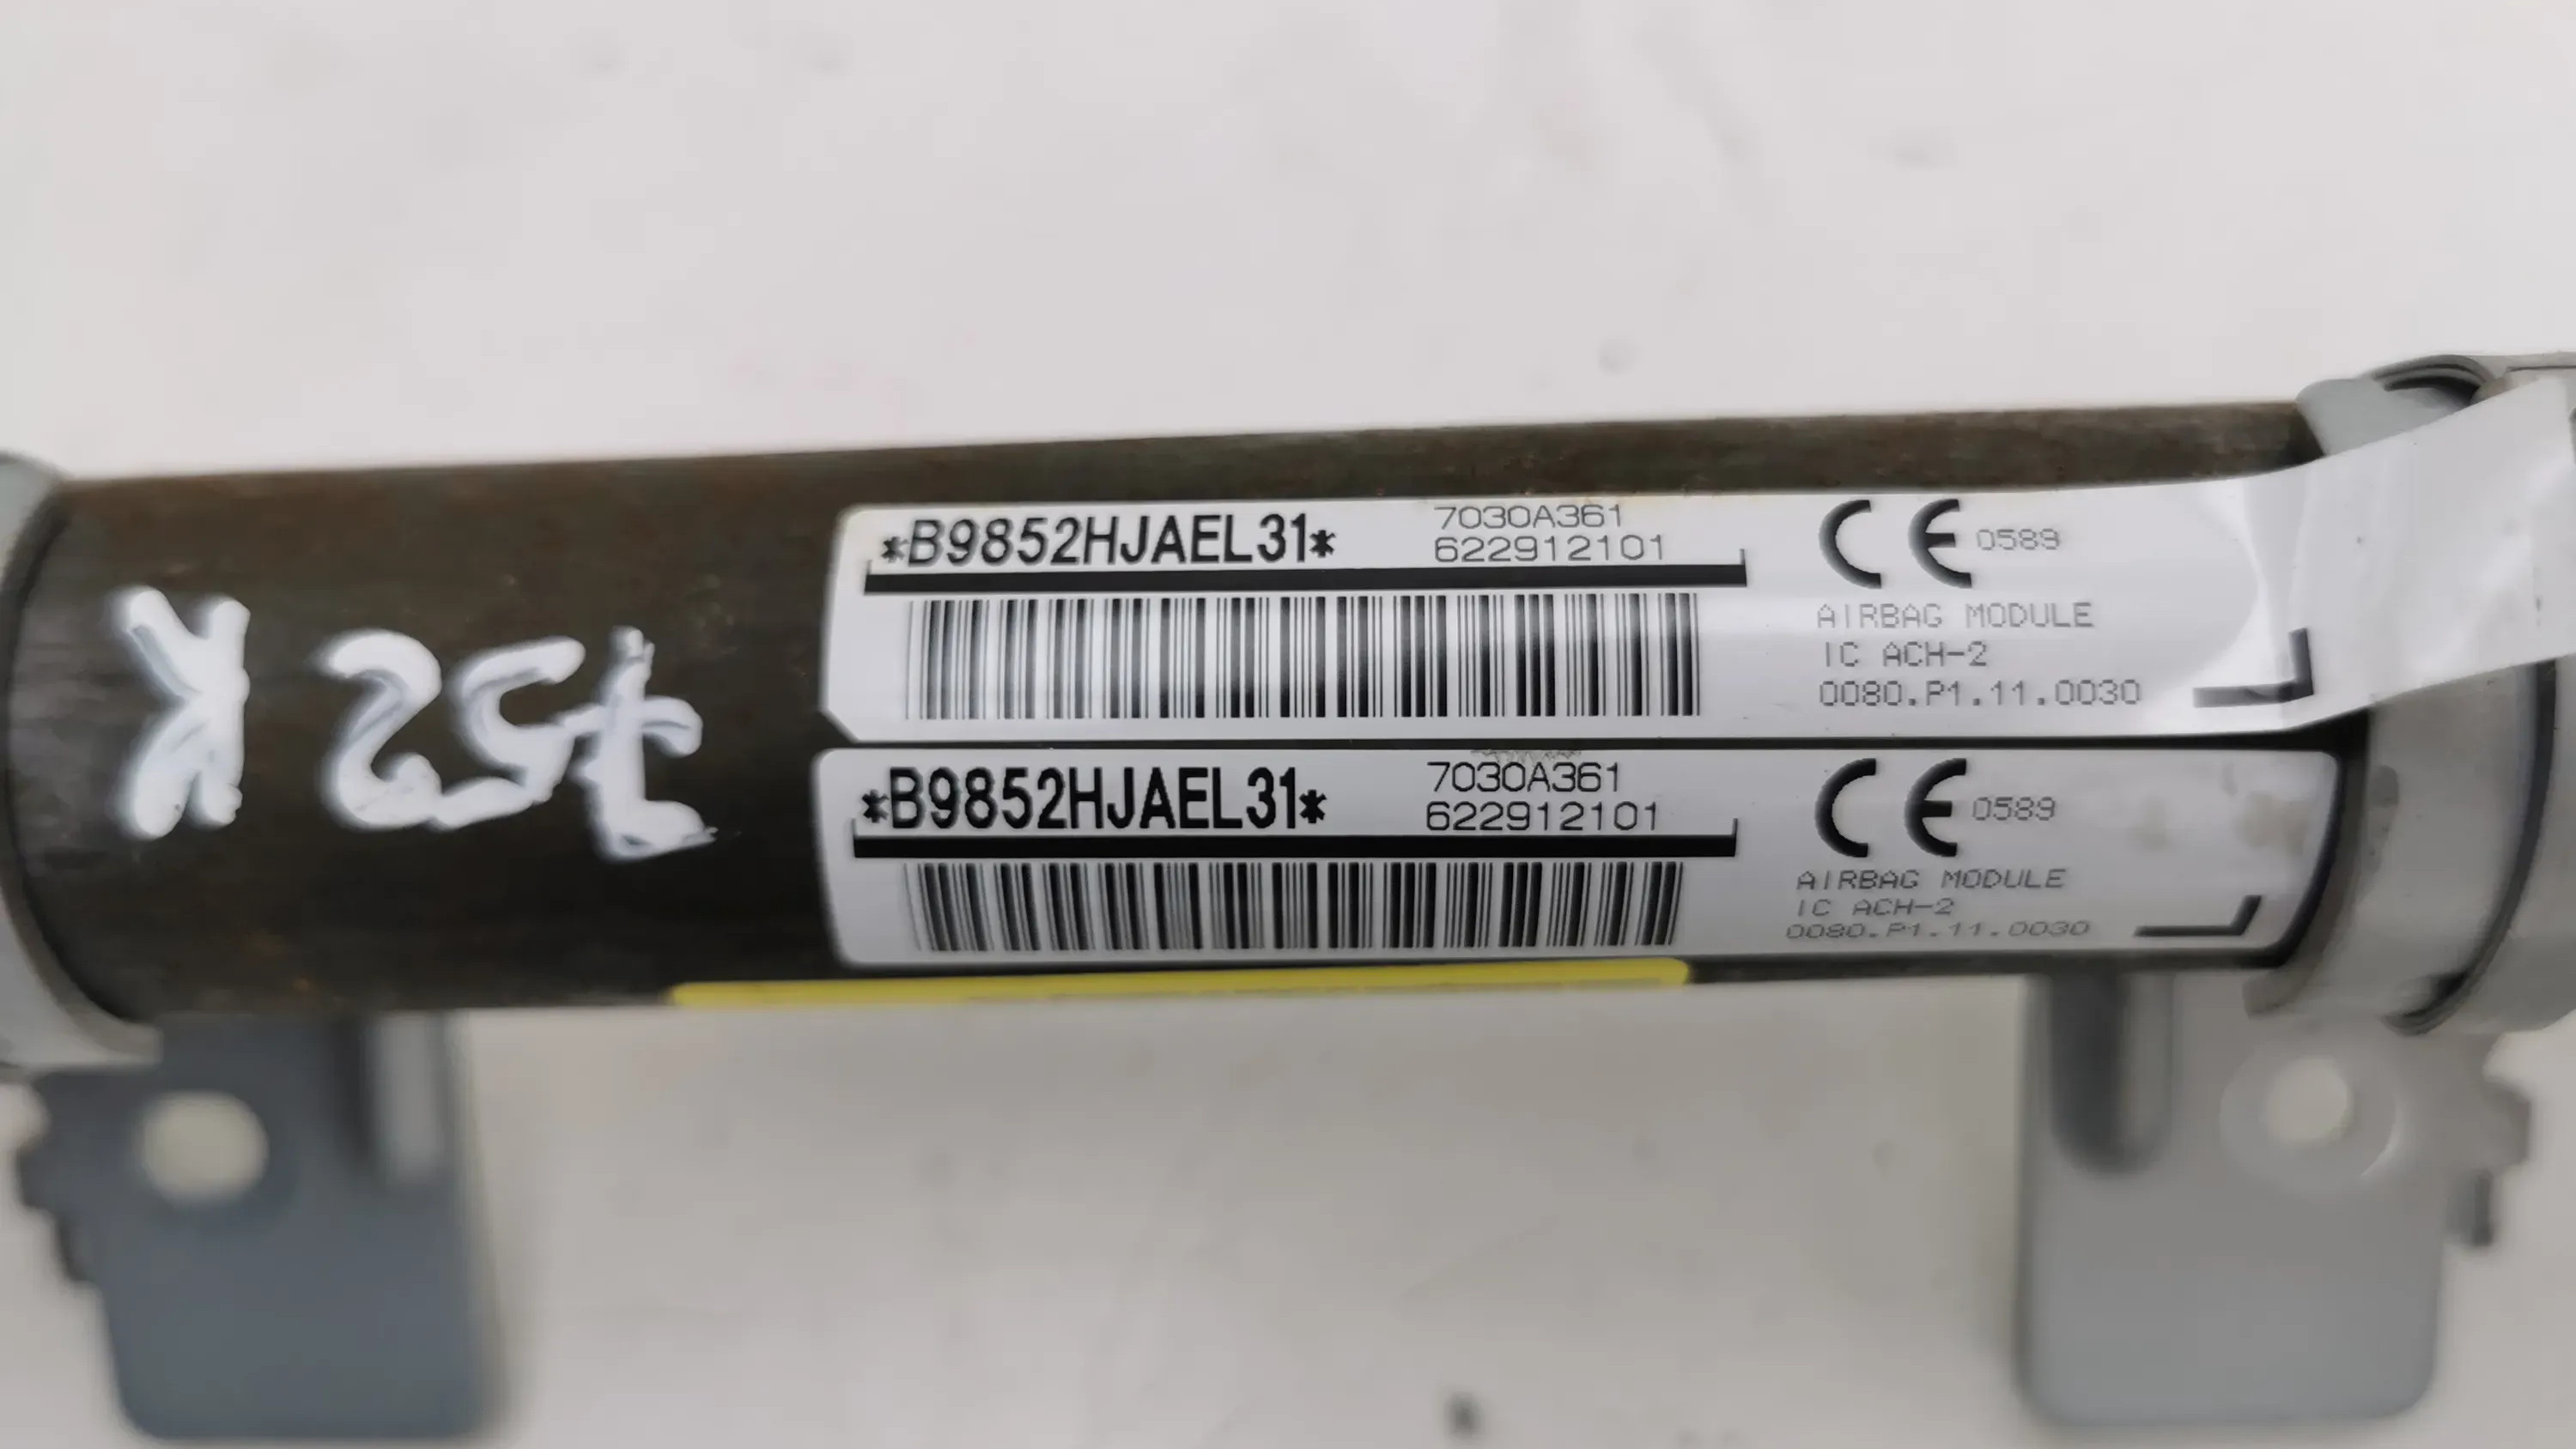 *B9852HJAEL31*
7030A361
622912101
CE 0589
AIRBAG MODULE
IC ACH-2
0080.P1.11.0030
*B9852HJAEL31*
7030A361
622912101
CE 0589
AIRBAG MODULE
IC ACH-2
0080.P1.11.0030
752 K